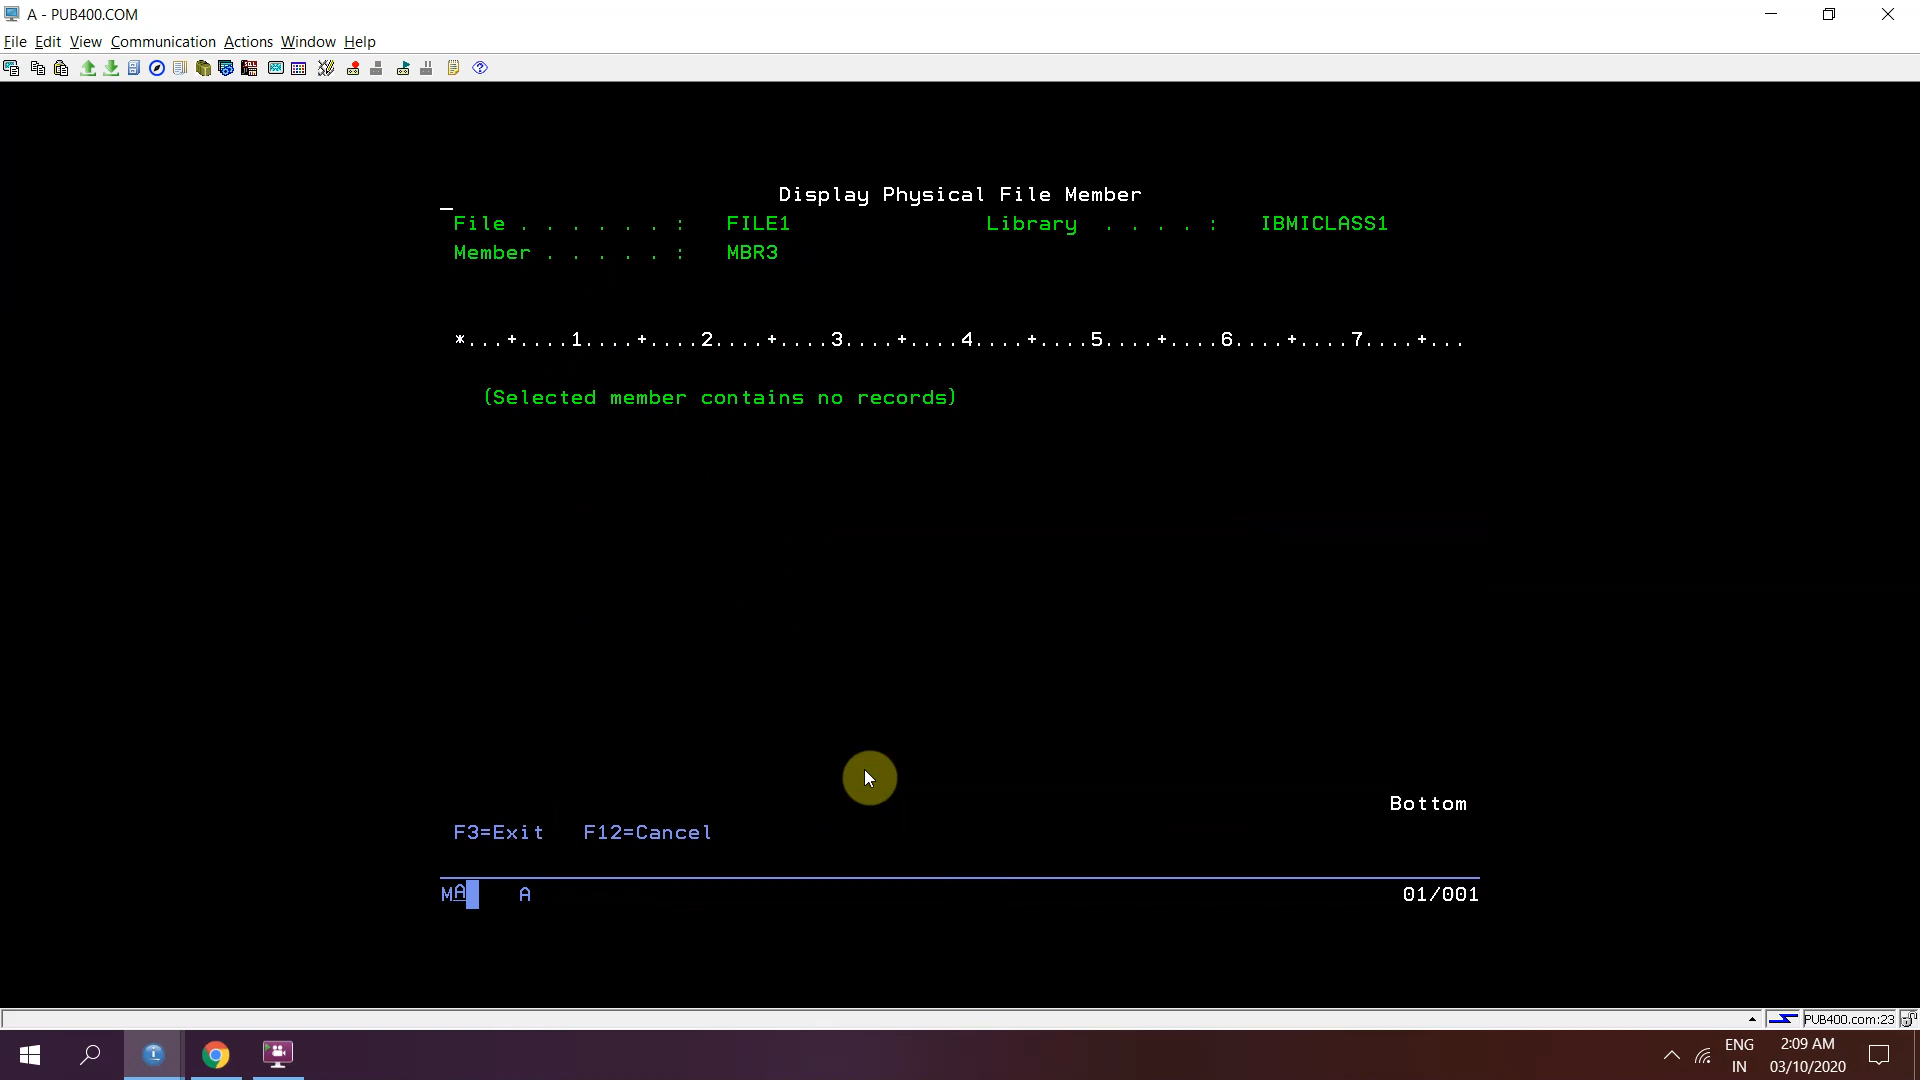 A - PUB400.COM
File Edit View Communication Actions Window Help
Display Physical File Member
File . . . . . . :   FILE1   Library  . . . . :   IBMICLASS1
Member . . . . . :   MBR3
*...+....1....+....2....+....3....+....4....+....5....+....6....+....7....+...
(Selected member contains no records)
Bottom
F3=Exit   F12=Cancel
MA   A   01/001
PUB400.com:23
ENG 2:09 AM
IN 03/10/2020